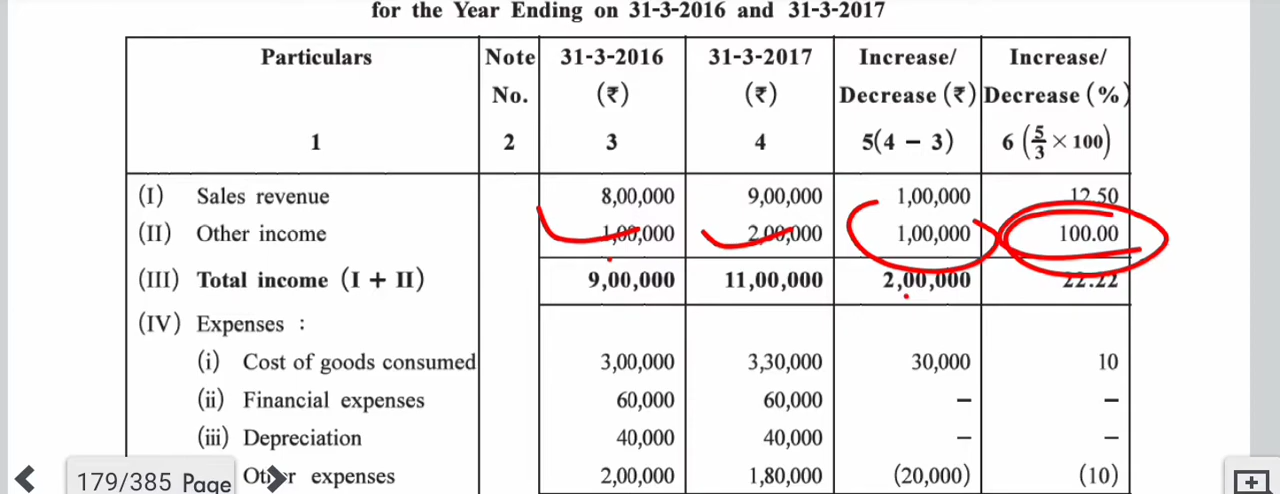 for the Year Ending on 31-3-2016 and 31-3-2017
Particulars Note No. 31-3-2016 (₹) 31-3-2017 (₹) Increase/ Decrease (₹) Increase/ Decrease (%)
1 2 3 4 5(4 − 3) 6 (5/3 × 100)
(I) Sales revenue 8,00,000 9,00,000 1,00,000 12.50
(II) Other income 1,00,000 2,00,000 1,00,000 100.00
(III) Total income (I + II) 9,00,000 11,00,000 2,00,000 22.22
(IV) Expenses :
(i) Cost of goods consumed 3,00,000 3,30,000 30,000 10
(ii) Financial expenses 60,000 60,000 – –
(iii) Depreciation 40,000 40,000 – –
expenses 2,00,000 1,80,000 (20,000) (10)
179/385 Page